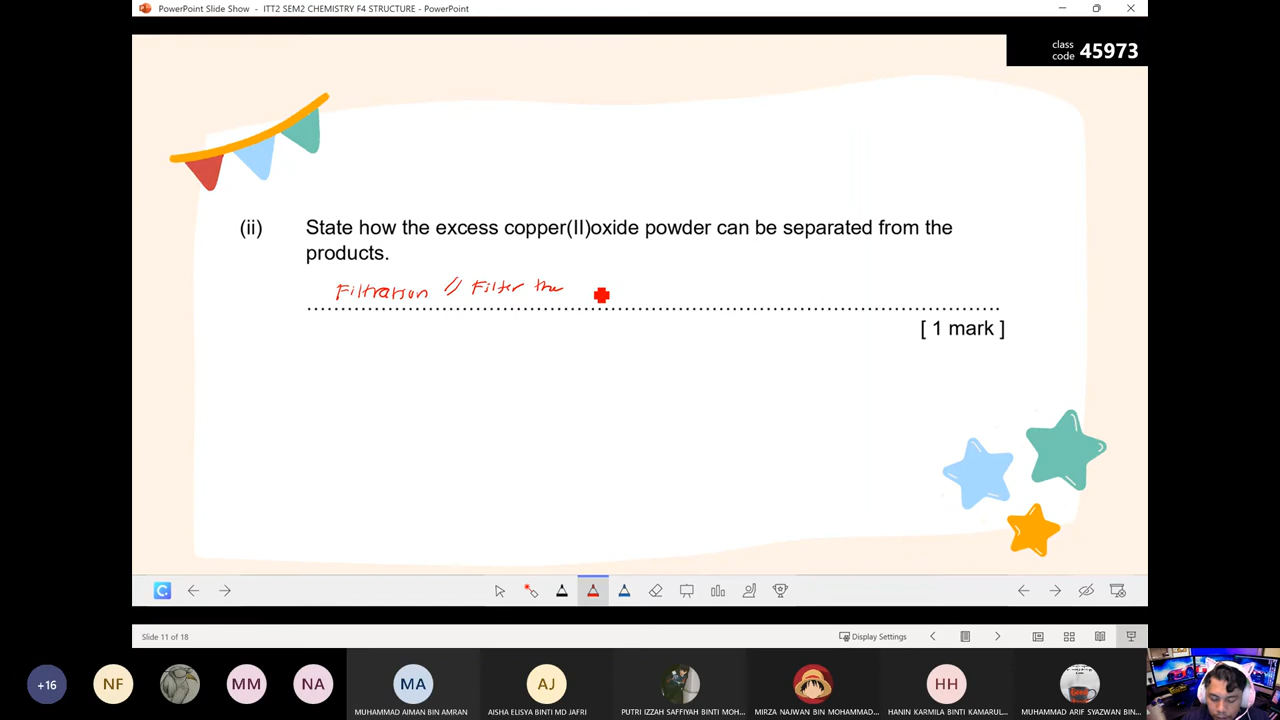 PowerPoint Slide Show - ITT2 SEM2 CHEMISTRY F4 STRUCTURE - PowerPoint
class code 45973
(ii) State how the excess copper(II)oxide powder can be separated from the
products.
Filtration // Filter the
[ 1 mark ]
C
Slide 11 of 18
Display Settings
+16
NF
MM
NA
MA
AJ
HH
MUHAMMAD AIMAN BIN AMRAN
AISHA ELISYA BINTI MD JAFRI
PUTRI IZZAH SAFFIYAH BINTI MOH...
MIRZA NAJWAN BIN MOHAMMAD...
HANIN KARMILA BINTI KAMARUL...
MUHAMMAD ARIF SYAZWAN BIN...